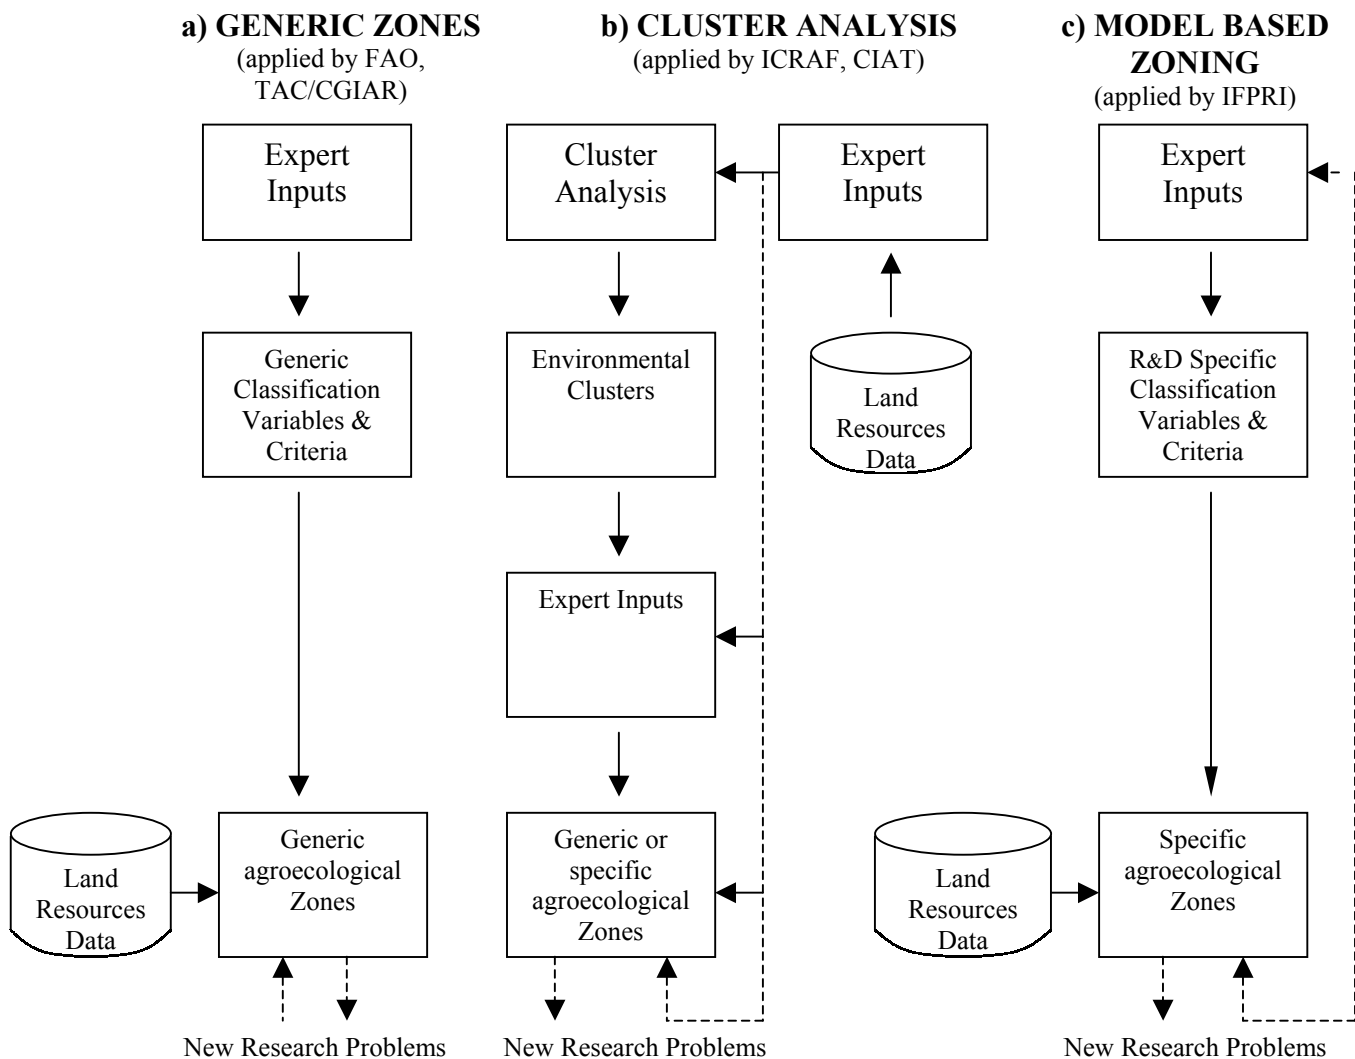 a) GENERIC ZONES
(applied by FAO,
TAC/CGIAR)
Expert
Inputs
Generic
Classification
Variables &
Criteria
Land
Resources
Data
Generic
agroecological
Zones
New Research Problems
b) CLUSTER ANALYSIS
(applied by ICRAF, CIAT)
Cluster
Analysis
Expert
Inputs
Environmental
Clusters
Land
Resources
Data
Expert Inputs
Generic or
specific
agroecological
Zones
New Research Problems
c) MODEL BASED
ZONING
(applied by IFPRI)
Expert
Inputs
R&D Specific
Classification
Variables &
Criteria
Land
Resources
Data
Specific
agroecological
Zones
New Research Problems